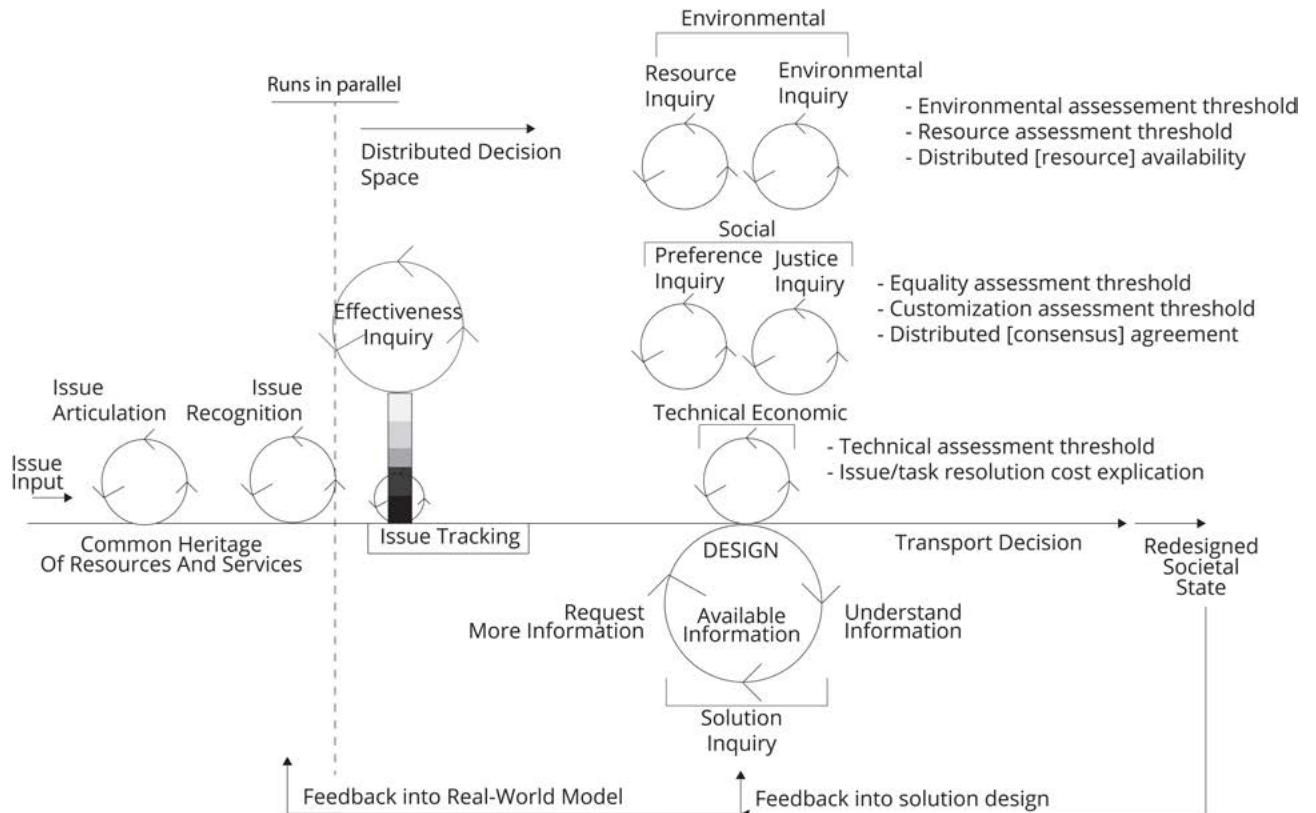 Environmental
Runs in parallel
Resource
Inquiry
Environmental
Inquiry
- Environmental assessement threshold
- Resource assessment threshold
- Distributed [resource] availability
Distributed Decision
Space
Social
Preference
Inquiry
Justice
Inquiry
- Equality assessment threshold
- Customization assessment threshold
- Distributed [consensus] agreement
Effectiveness
Inquiry
Issue
Articulation
Issue
Recognition
Technical Economic
- Technical assessment threshold
- Issue/task resolution cost explication
Issue
Input
Common Heritage
Of Resources And Services
Issue Tracking
DESIGN
Transport Decision
Redesigned
Societal
State
Request
More Information
Available
Information
Understand
Information
Solution
Inquiry
Feedback into Real-World Model
Feedback into solution design